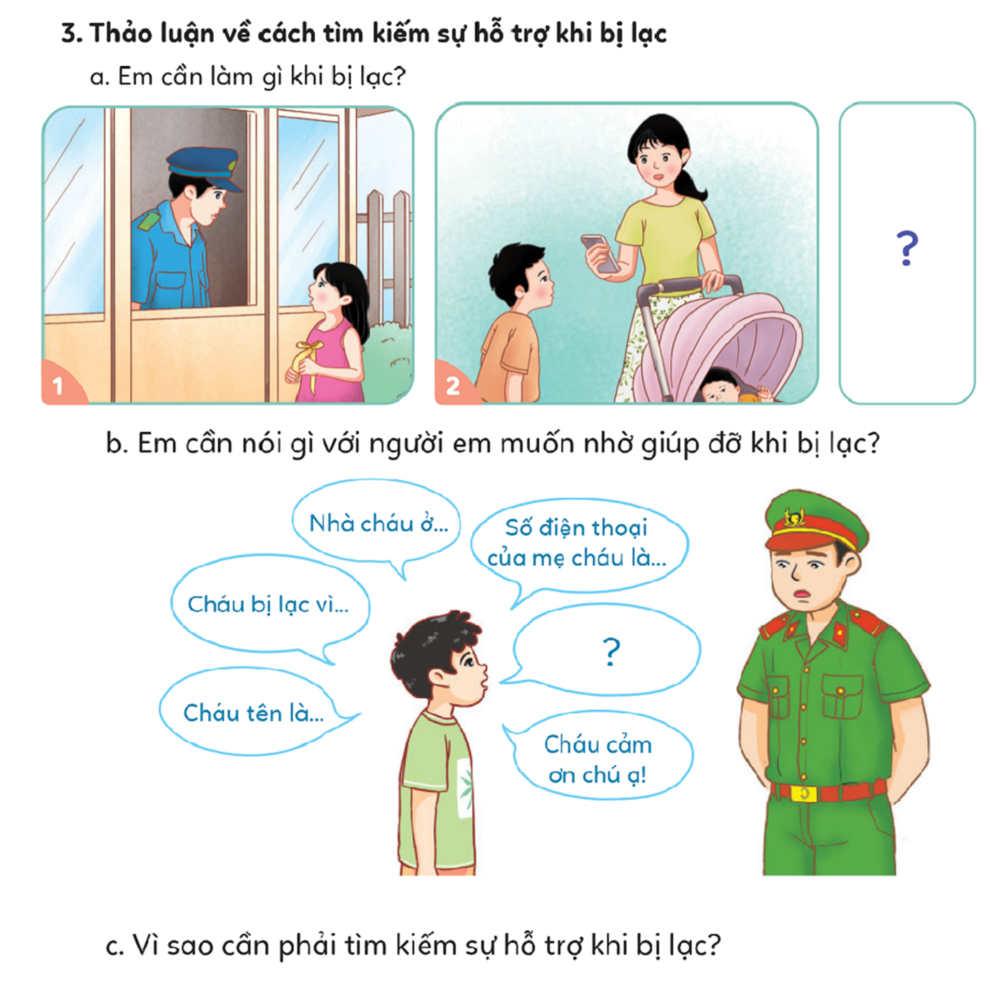 3. Thảo luận về cách tìm kiếm sự hỗ trợ khi bị lạc
a. Em cần làm gì khi bị lạc?
1
2
?
b. Em cần nói gì với người em muốn nhờ giúp đỡ khi bị lạc?
Nhà cháu ở...
Số điện thoại
của mẹ cháu là...
Cháu bị lạc vì...
?
Cháu tên là...
Cháu cảm
ơn chú ạ!
c. Vì sao cần phải tìm kiếm sự hỗ trợ khi bị lạc?